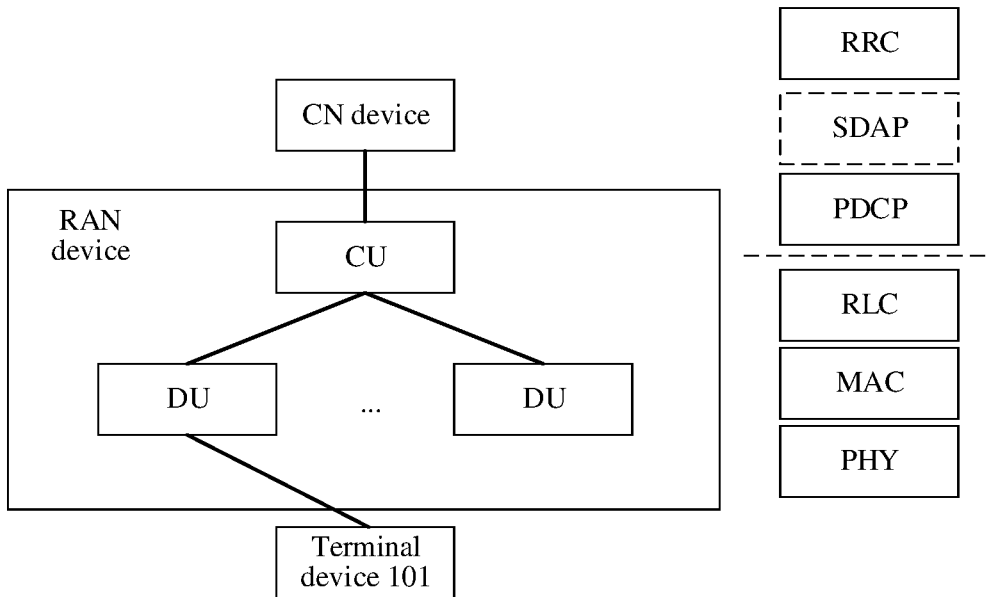 CN device
RAN
device
CU
DU
...
DU
Terminal
device 101
RRC
SDAP
PDCP
RLC
MAC
PHY